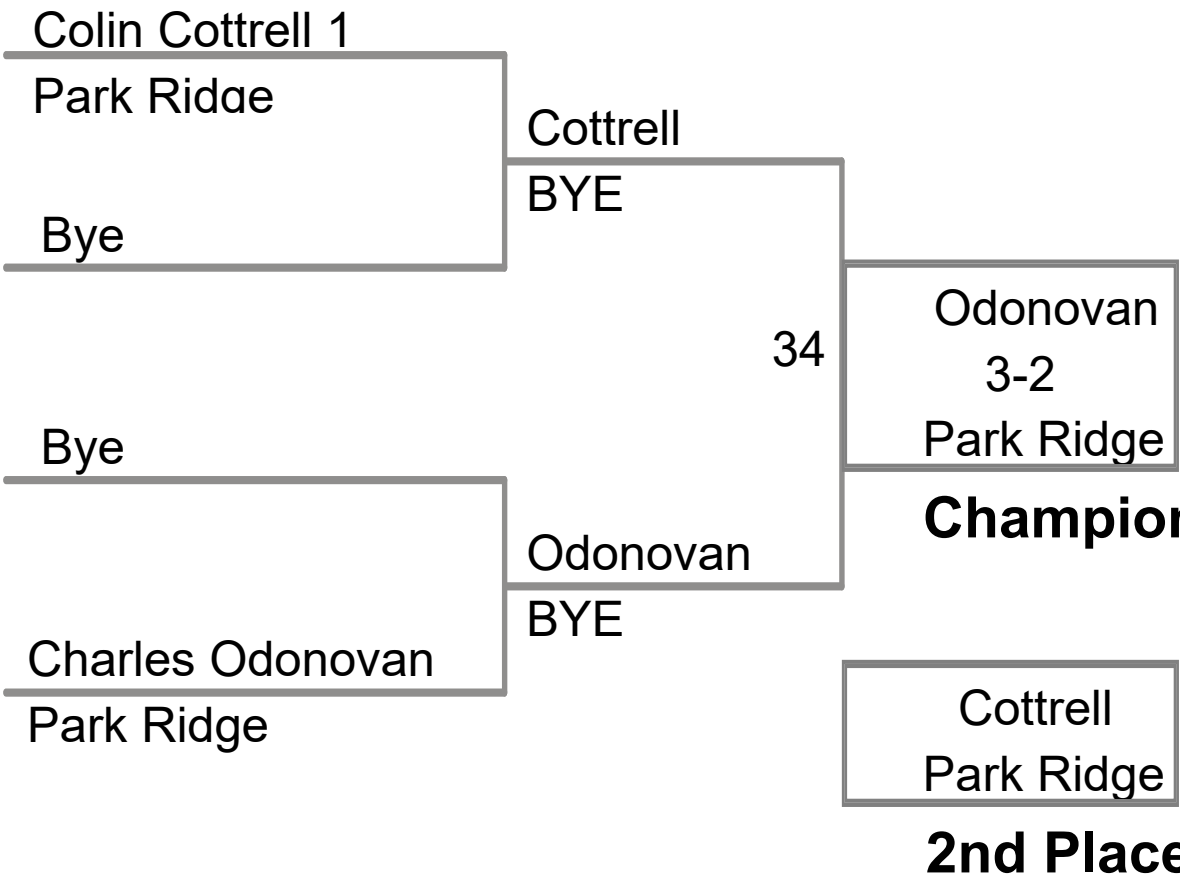 Colin Cottrell 1
Park Ridge
Cottrell
BYE
Bye
Odonovan
34
3-2
Park Ridge
Bye
Champion
Odonovan
BYE
Charles Odonovan
Park Ridge
Cottrell
Park Ridge
2nd Place